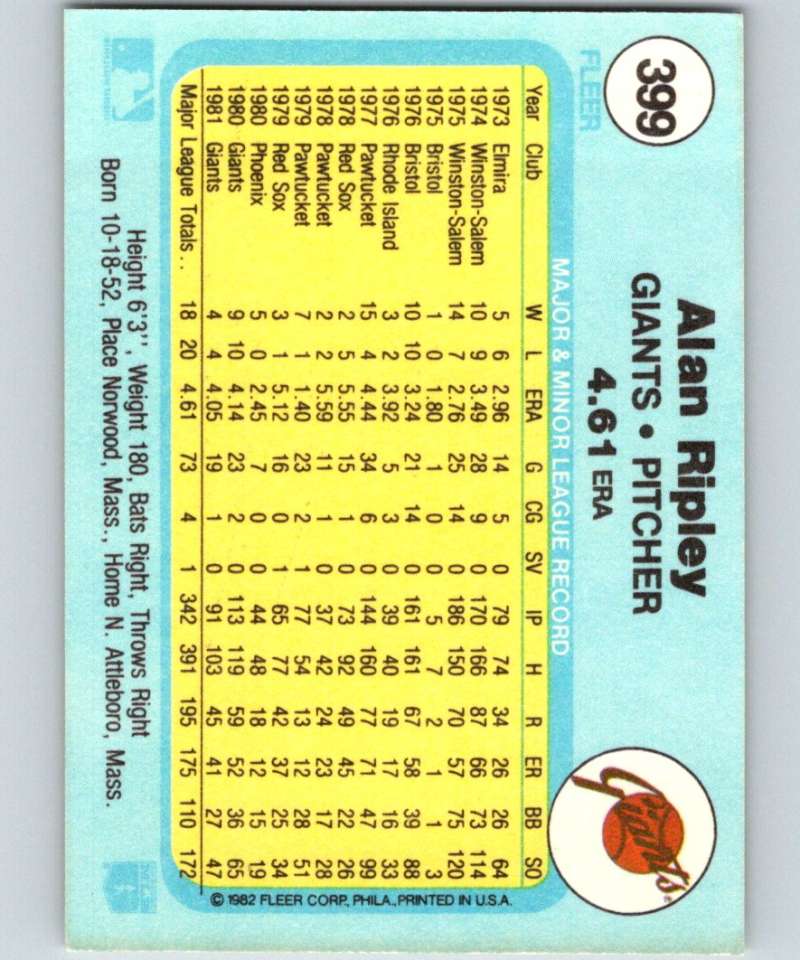 399
FLEER
Alan Ripley
GIANTS • PITCHER
4.61 ERA
Giants
MAJOR & MINOR LEAGUE RECORD
Year Club W L ERA G CG SV IP H R ER BB SO
1973 Elmira 5 6 2.96 14 5 0 79 74 34 26 26 64
1974 Winston-Salem 10 9 3.49 28 9 0 170 166 87 66 73 114
1975 Winston-Salem 14 7 2.76 25 14 0 186 150 70 57 75 120
1975 Bristol 1 0 1.80 1 0 0 5 7 2 1 1 3
1976 Bristol 10 10 3.24 21 14 0 161 161 67 58 39 88
1976 Rhode Island 3 2 3.92 5 3 0 39 40 19 17 16 33
1977 Pawtucket 15 4 4.44 34 6 0 144 160 77 71 47 99
1978 Red Sox 2 5 5.55 15 1 0 73 92 49 45 22 26
1978 Pawtucket 2 2 5.59 11 1 0 37 42 24 23 17 28
1979 Pawtucket 7 1 1.40 23 2 1 77 54 13 12 28 51
1979 Red Sox 3 1 5.12 16 0 1 65 77 42 37 25 34
1980 Phoenix 5 0 2.45 7 0 0 44 48 18 12 15 19
1980 Giants 9 10 4.14 23 2 0 113 119 59 52 36 65
1981 Giants 4 4 4.05 19 1 0 91 103 45 41 27 47
Major League Totals . . 18 20 4.61 73 4 1 342 391 195 175 110 172
© 1982 FLEER CORP., PHILA., PRINTED IN U.S.A.
Height 6'3", Weight 180, Bats Right, Throws Right
Born 10-18-52, Place Norwood, Mass., Home N. Attleboro, Mass.